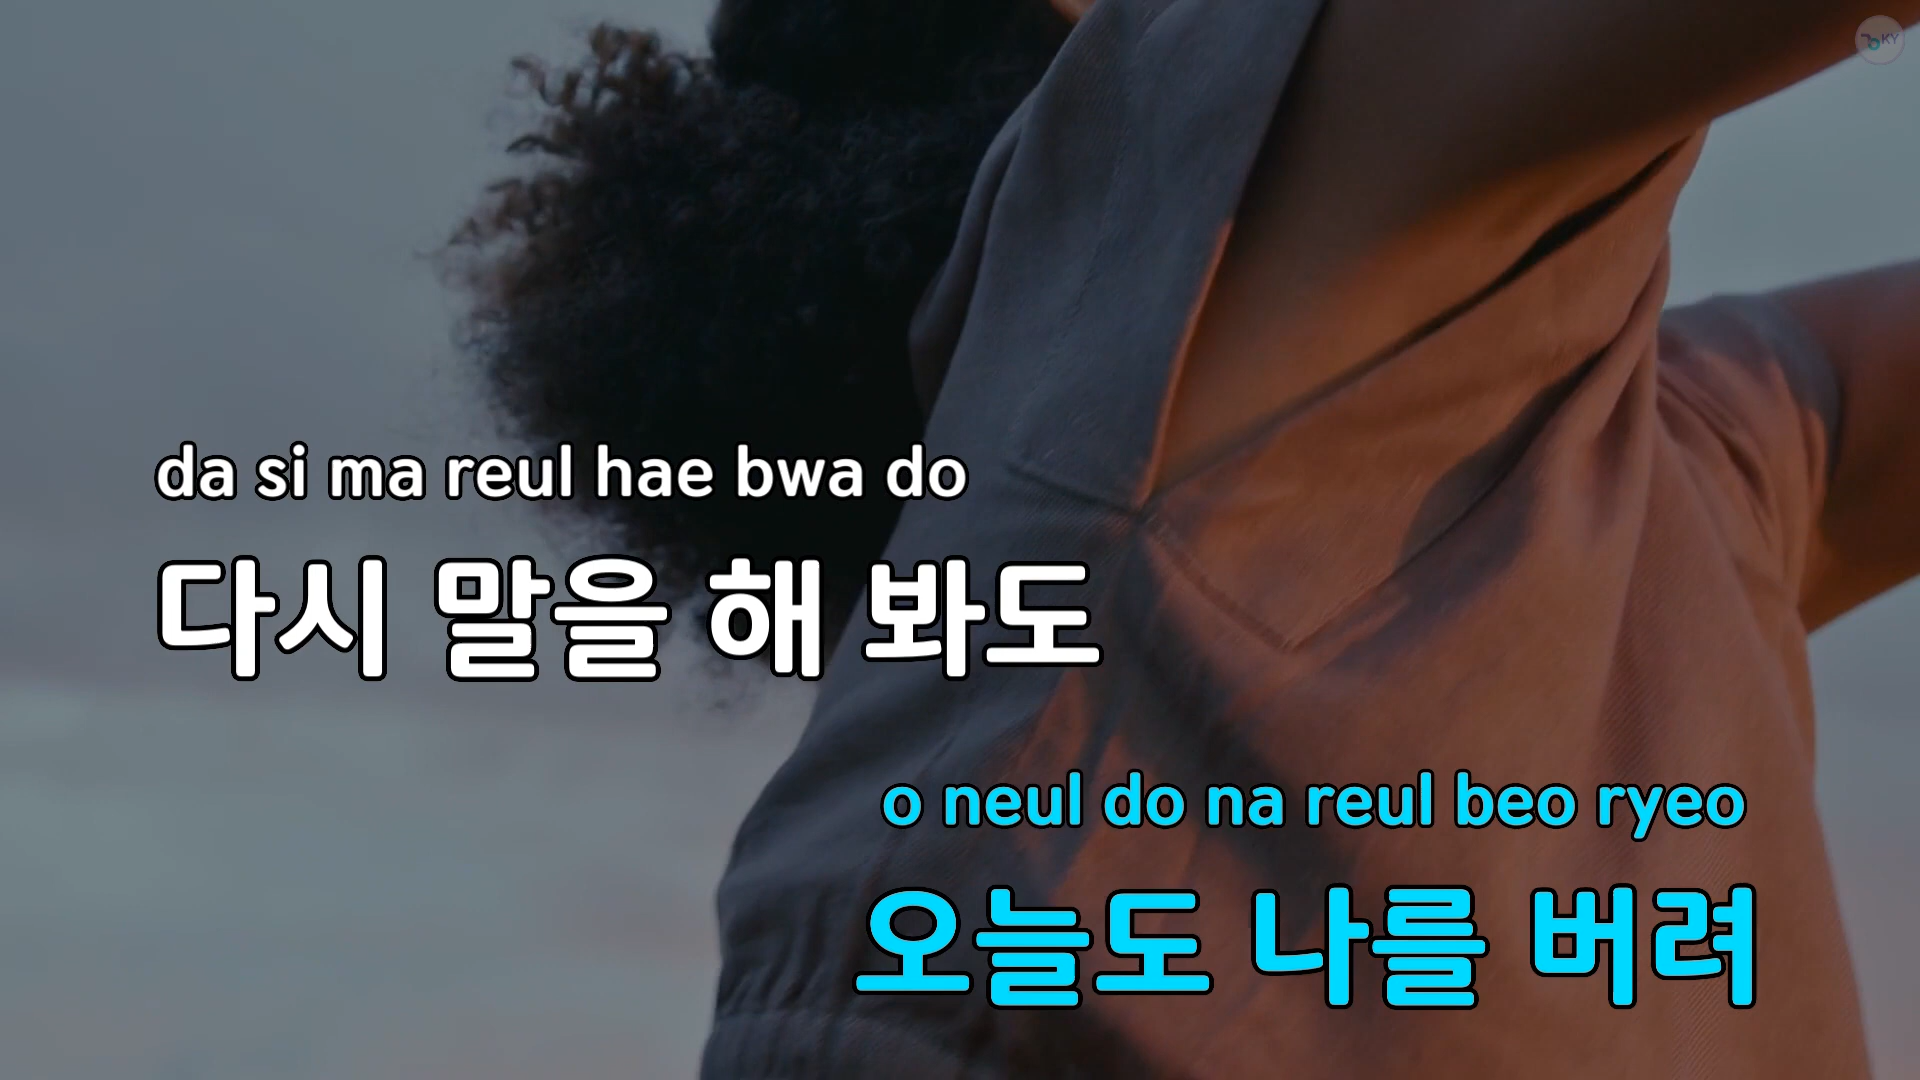 KY
da si ma reul hae bwa do
다시 말을 해 봐도
o neul do na reul beo ryeo
오늘도 나를 버려